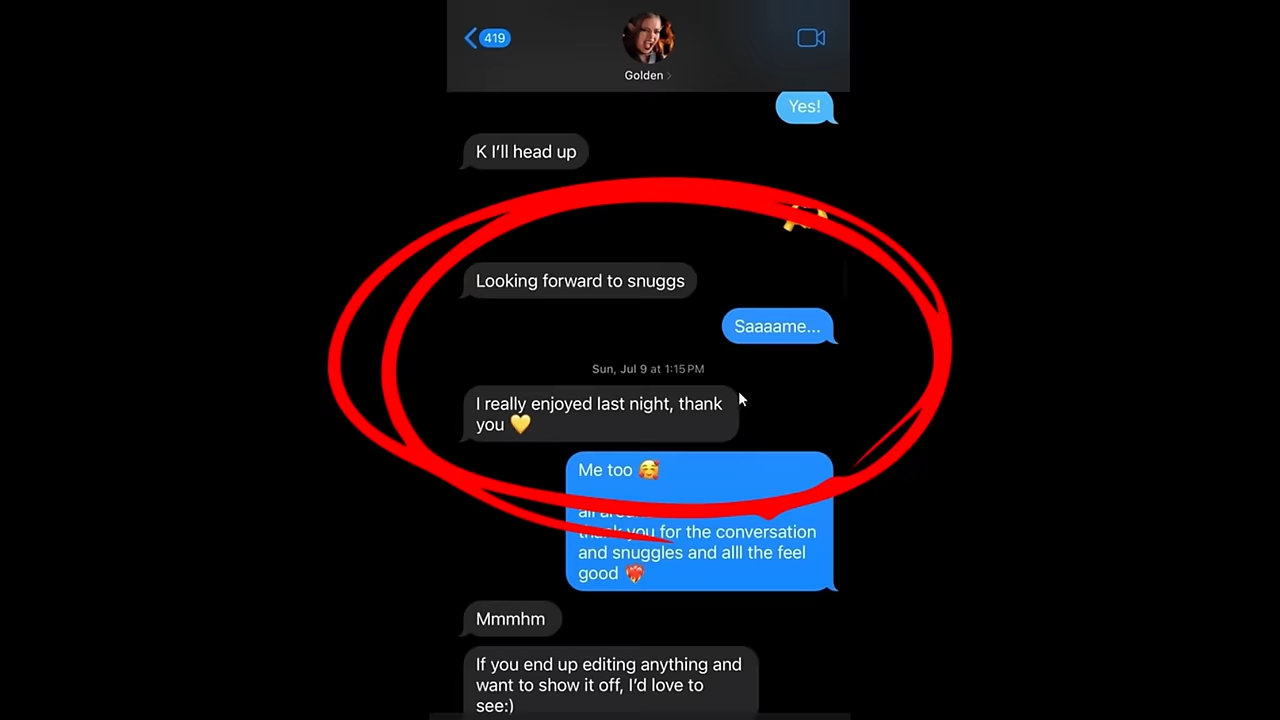 419
Golden
Yes!
K I'll head up
Looking forward to snuggs
Saaaame...
Sun, Jul 9 at 1:15 PM
I really enjoyed last night, thank
you 💛
Me too 🥰
all
thank you for the conversation
and snuggles and alll the feel
good ❤️‍🔥
Mmmhm
If you end up editing anything and
want to show it off, I'd love to
see:)